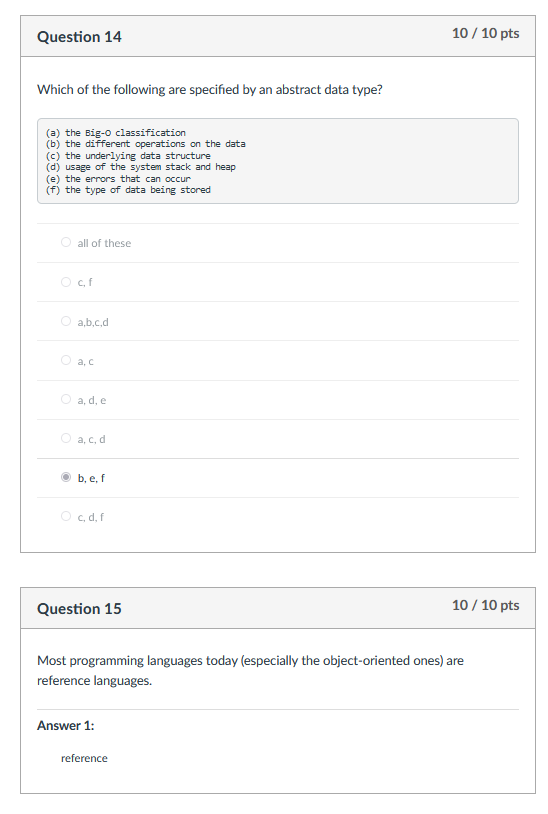 Question 14
10 / 10 pts
Which of the following are specified by an abstract data type?
(a) the Big-O classification
(b) the different operations on the data
(c) the underlying data structure
(d) usage of the system stack and heap
(e) the errors that can occur
(f) the type of data being stored
all of these
c, f
a,b,c,d
a, c
a, d, e
a, c, d
b, e, f
c, d, f
Question 15
10 / 10 pts
Most programming languages today (especially the object-oriented ones) are
reference languages.
Answer 1:
reference